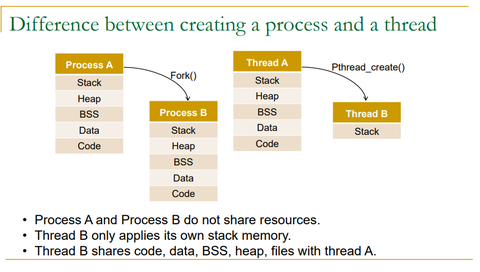 Difference between creating a process and a thread
Process A
Stack
Heap
BSS
Data
Code
Fork()
Process B
Stack
Heap
BSS
Data
Code
Thread A
Stack
Heap
BSS
Data
Code
Pthread_create()
Thread B
Stack
• Process A and Process B do not share resources.
• Thread B only applies its own stack memory.
• Thread B shares code, data, BSS, heap, files with thread A.